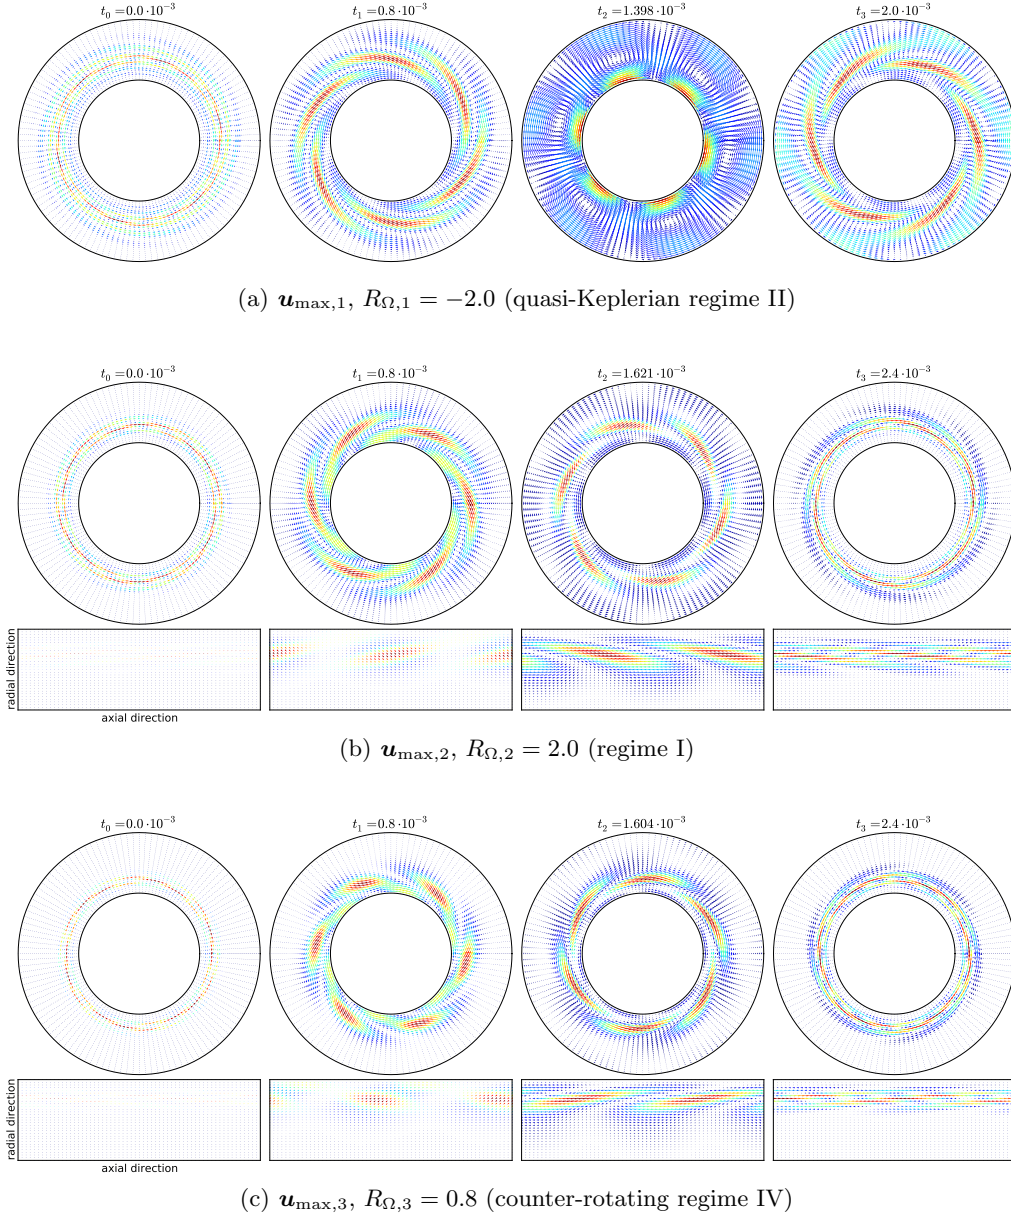 t₀ = 0.0·10⁻³ t₁ = 0.8·10⁻³ t₂ = 1.398·10⁻³ t₃ = 2.0·10⁻³
(a) u_max,1, R_Ω,1 = −2.0 (quasi-Keplerian regime II)
t₀ = 0.0·10⁻³ t₁ = 0.8·10⁻³ t₂ = 1.621·10⁻³ t₃ = 2.4·10⁻³
radial direction
axial direction
(b) u_max,2, R_Ω,2 = 2.0 (regime I)
t₀ = 0.0·10⁻³ t₁ = 0.8·10⁻³ t₂ = 1.604·10⁻³ t₃ = 2.4·10⁻³
radial direction
axial direction
(c) u_max,3, R_Ω,3 = 0.8 (counter-rotating regime IV)